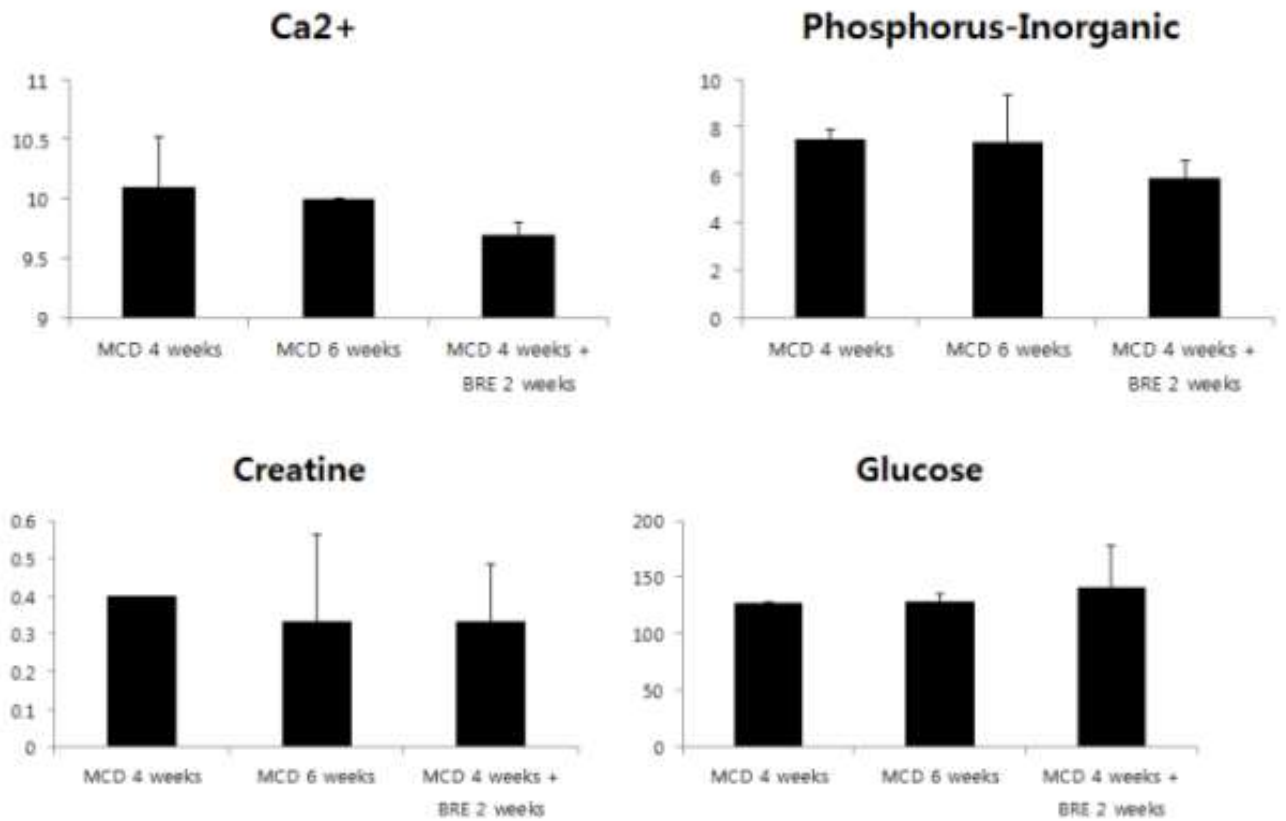 Ca2+
11
10.5
10
9.5
9
MCD 4 weeks
MCD 6 weeks
MCD 4 weeks +
BRE 2 weeks
Phosphorus-Inorganic
10
8
6
4
2
0
MCD 4 weeks
MCD 6 weeks
MCD 4 weeks +
BRE 2 weeks
Creatine
0.6
0.5
0.4
0.3
0.2
0.1
0
MCD 4 weeks
MCD 6 weeks
MCD 4 weeks +
BRE 2 weeks
Glucose
200
150
100
50
0
MCD 4 weeks
MCD 6 weeks
MCD 4 weeks +
BRE 2 weeks